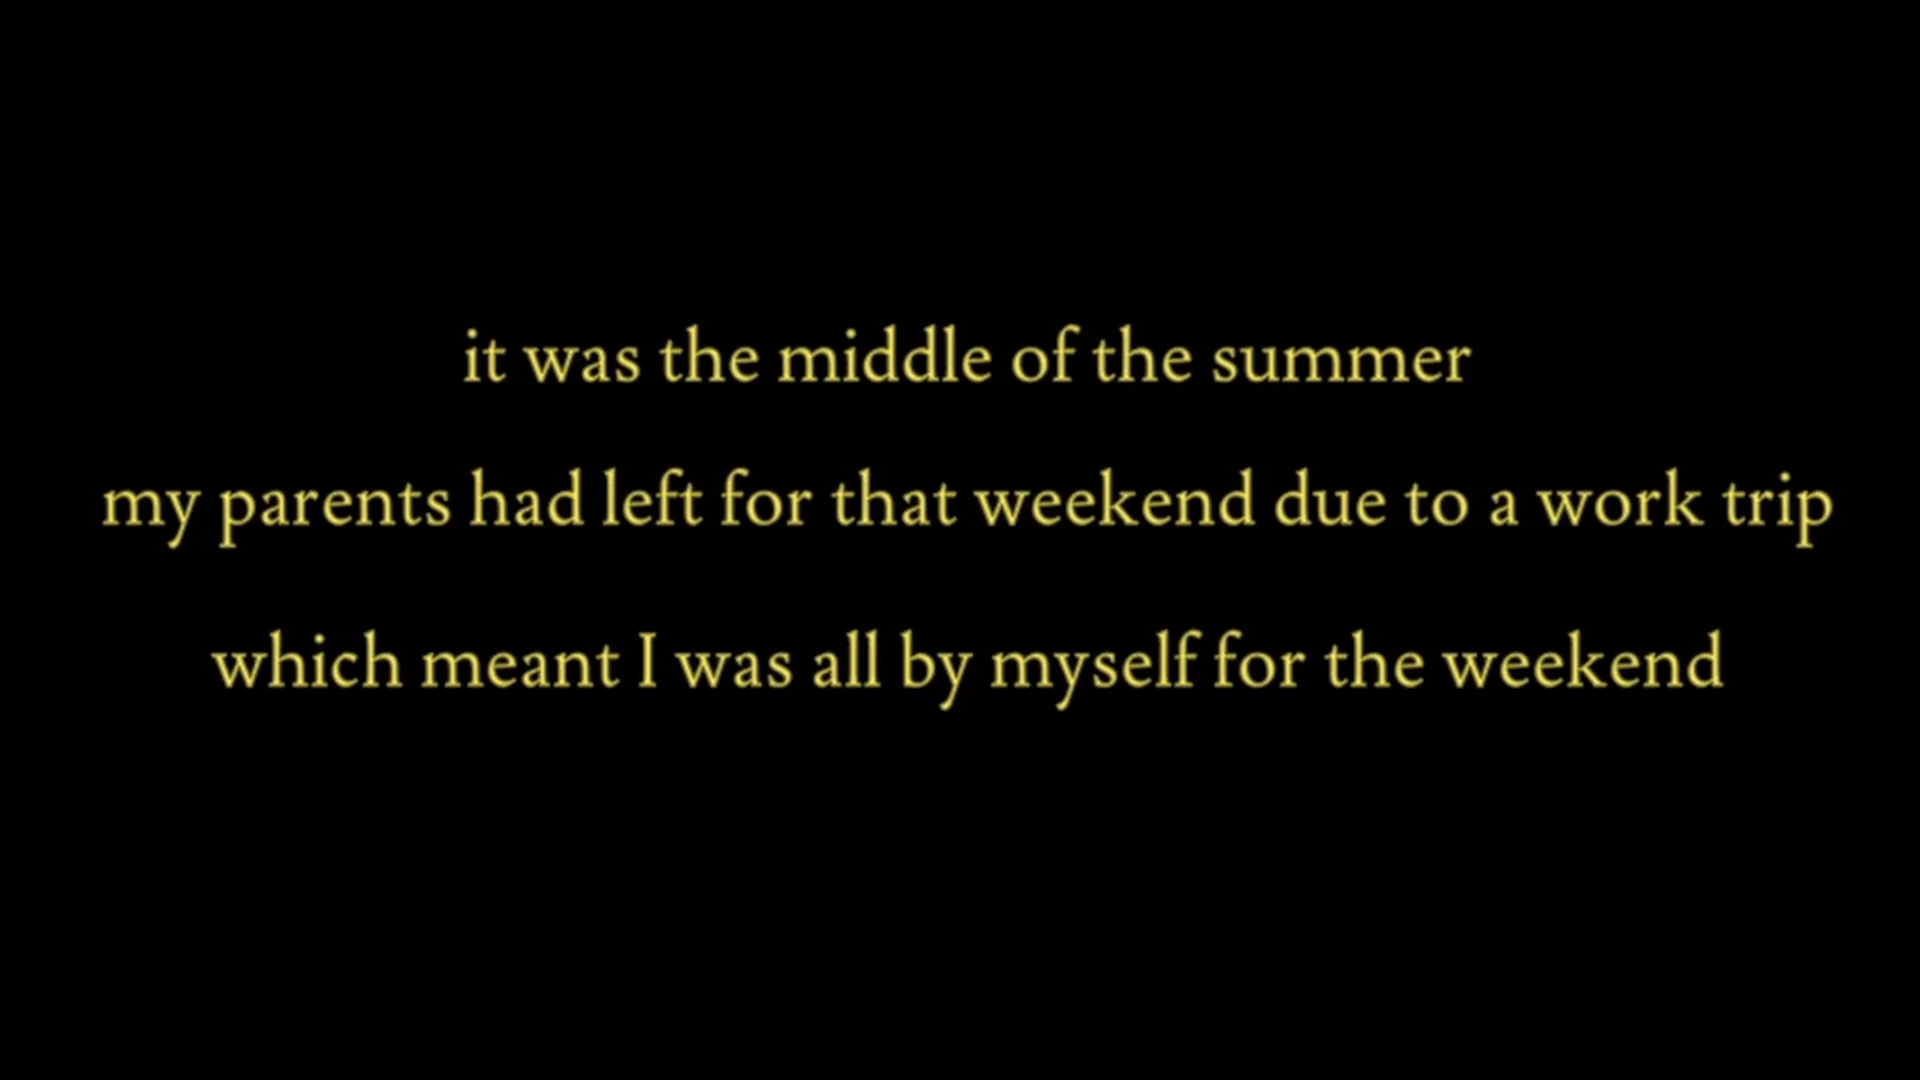 it was the middle of the summer
my parents had left for that weekend due to a work trip
which meant I was all by myself for the weekend